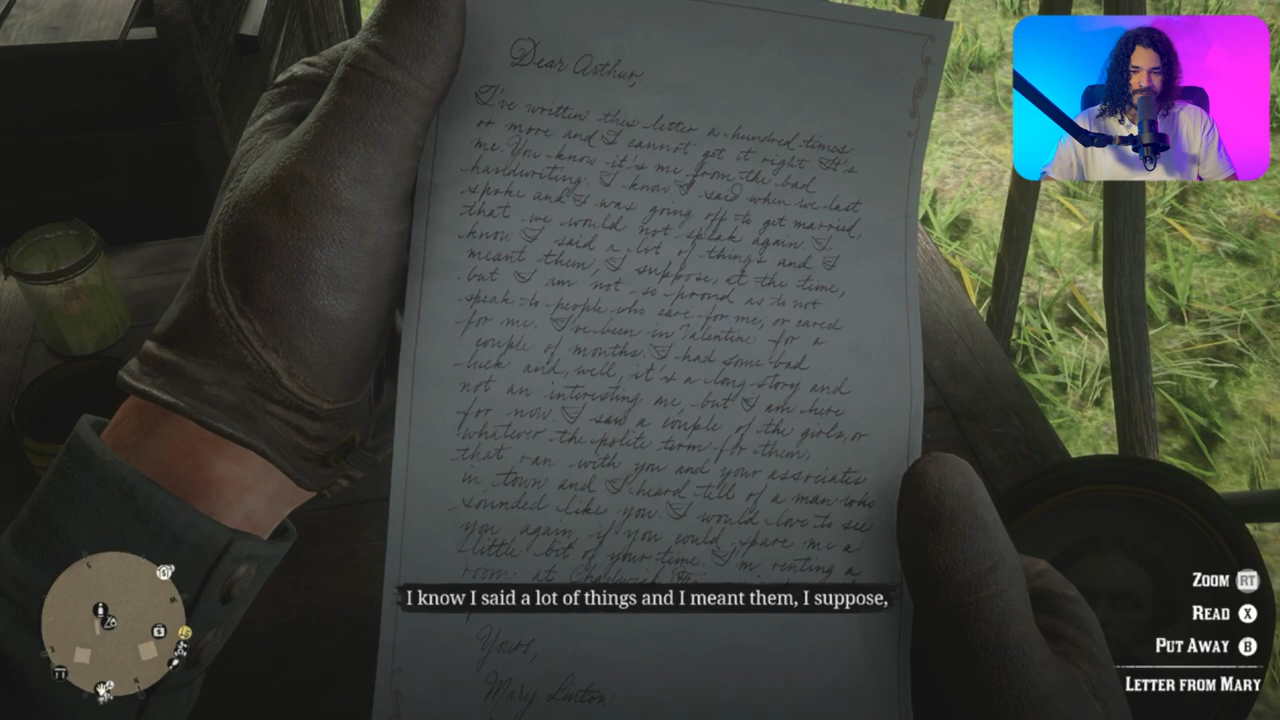 Dear Arthur,
I've written this letter a hundred times
or more and I cannot get it right. It's
me. You know it's me from the bad
handwriting. I know I said when we last
spoke and I was going off to get married,
that we would not speak again. I
know I said a lot of things and I
meant them, I suppose, at the time,
but I am not so proud as to not
speak to people who care for me, or cared
for me. I've been in Valentine for a
couple of months. I had some bad
luck and, well, it's a long story and
not an interesting one, but I am here
for now. I saw a couple of the girls, or
whatever the polite term for them,
that ran with you and your associates
in town and I heard tell of a man who
sounded like you. I would love to see
you again if you could spare me a
little bit of your time. I'm renting a
room at
I know I said a lot of things and I meant them, I suppose,
Yours,
Mary Linton
ZOOM RT
READ X
PUT AWAY B
LETTER FROM MARY